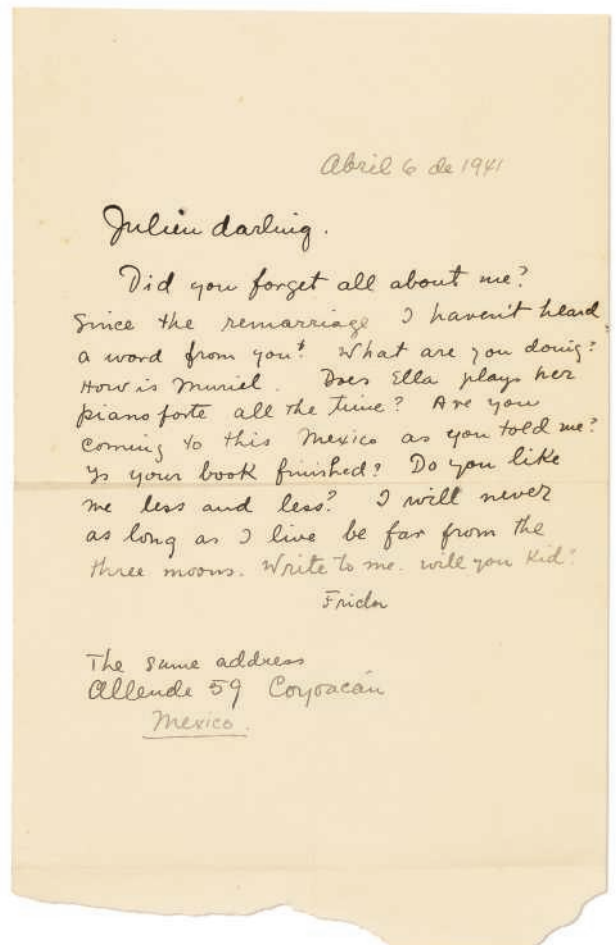 Abril 6 de 1941
Julien darling.
Did you forget all about me?
Since the remarriage I haven't heard
a word from you! What are you doing?
How is Muriel. Does Ella plays her
piano forte all the time? Are you
coming to this Mexico as you told me?
Is your book finished? Do you like
me less and less? I will never
as long as I live be far from the
three moons. Write to me. will you Kid?
Frida
The same address
Allende 59 Coyoacán
Mexico.